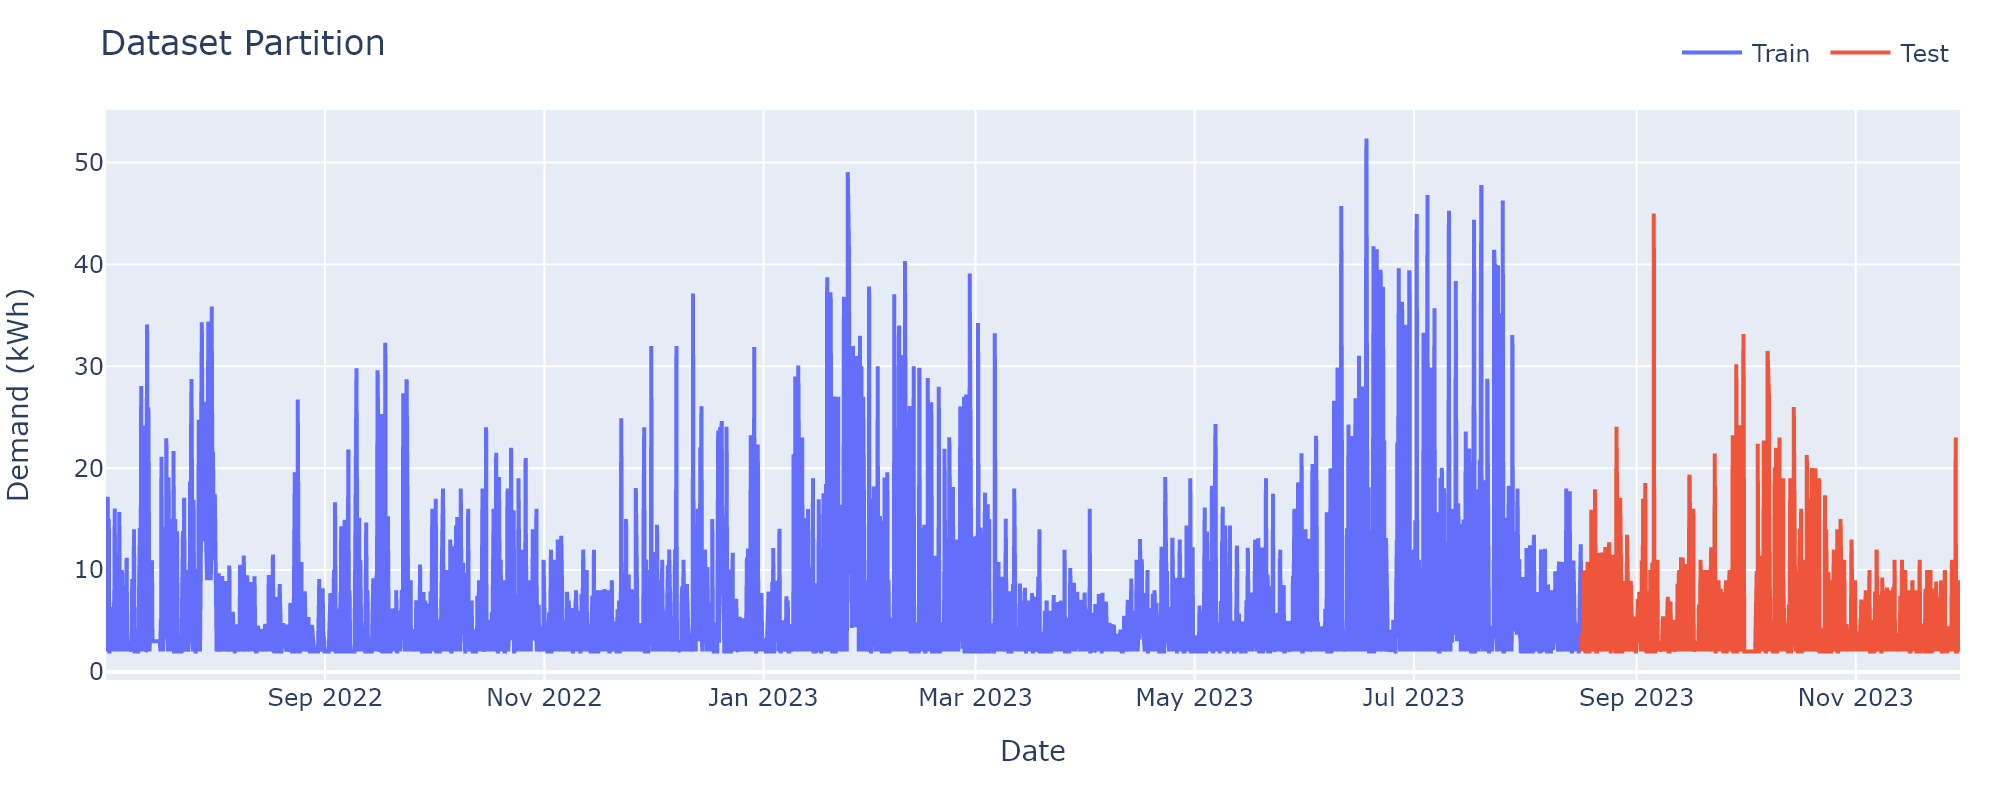 Dataset Partition
Train
Test
Demand (kWh)
50
40
30
20
10
0
Sep 2022
Nov 2022
Jan 2023
Mar 2023
May 2023
Jul 2023
Sep 2023
Nov 2023
Date